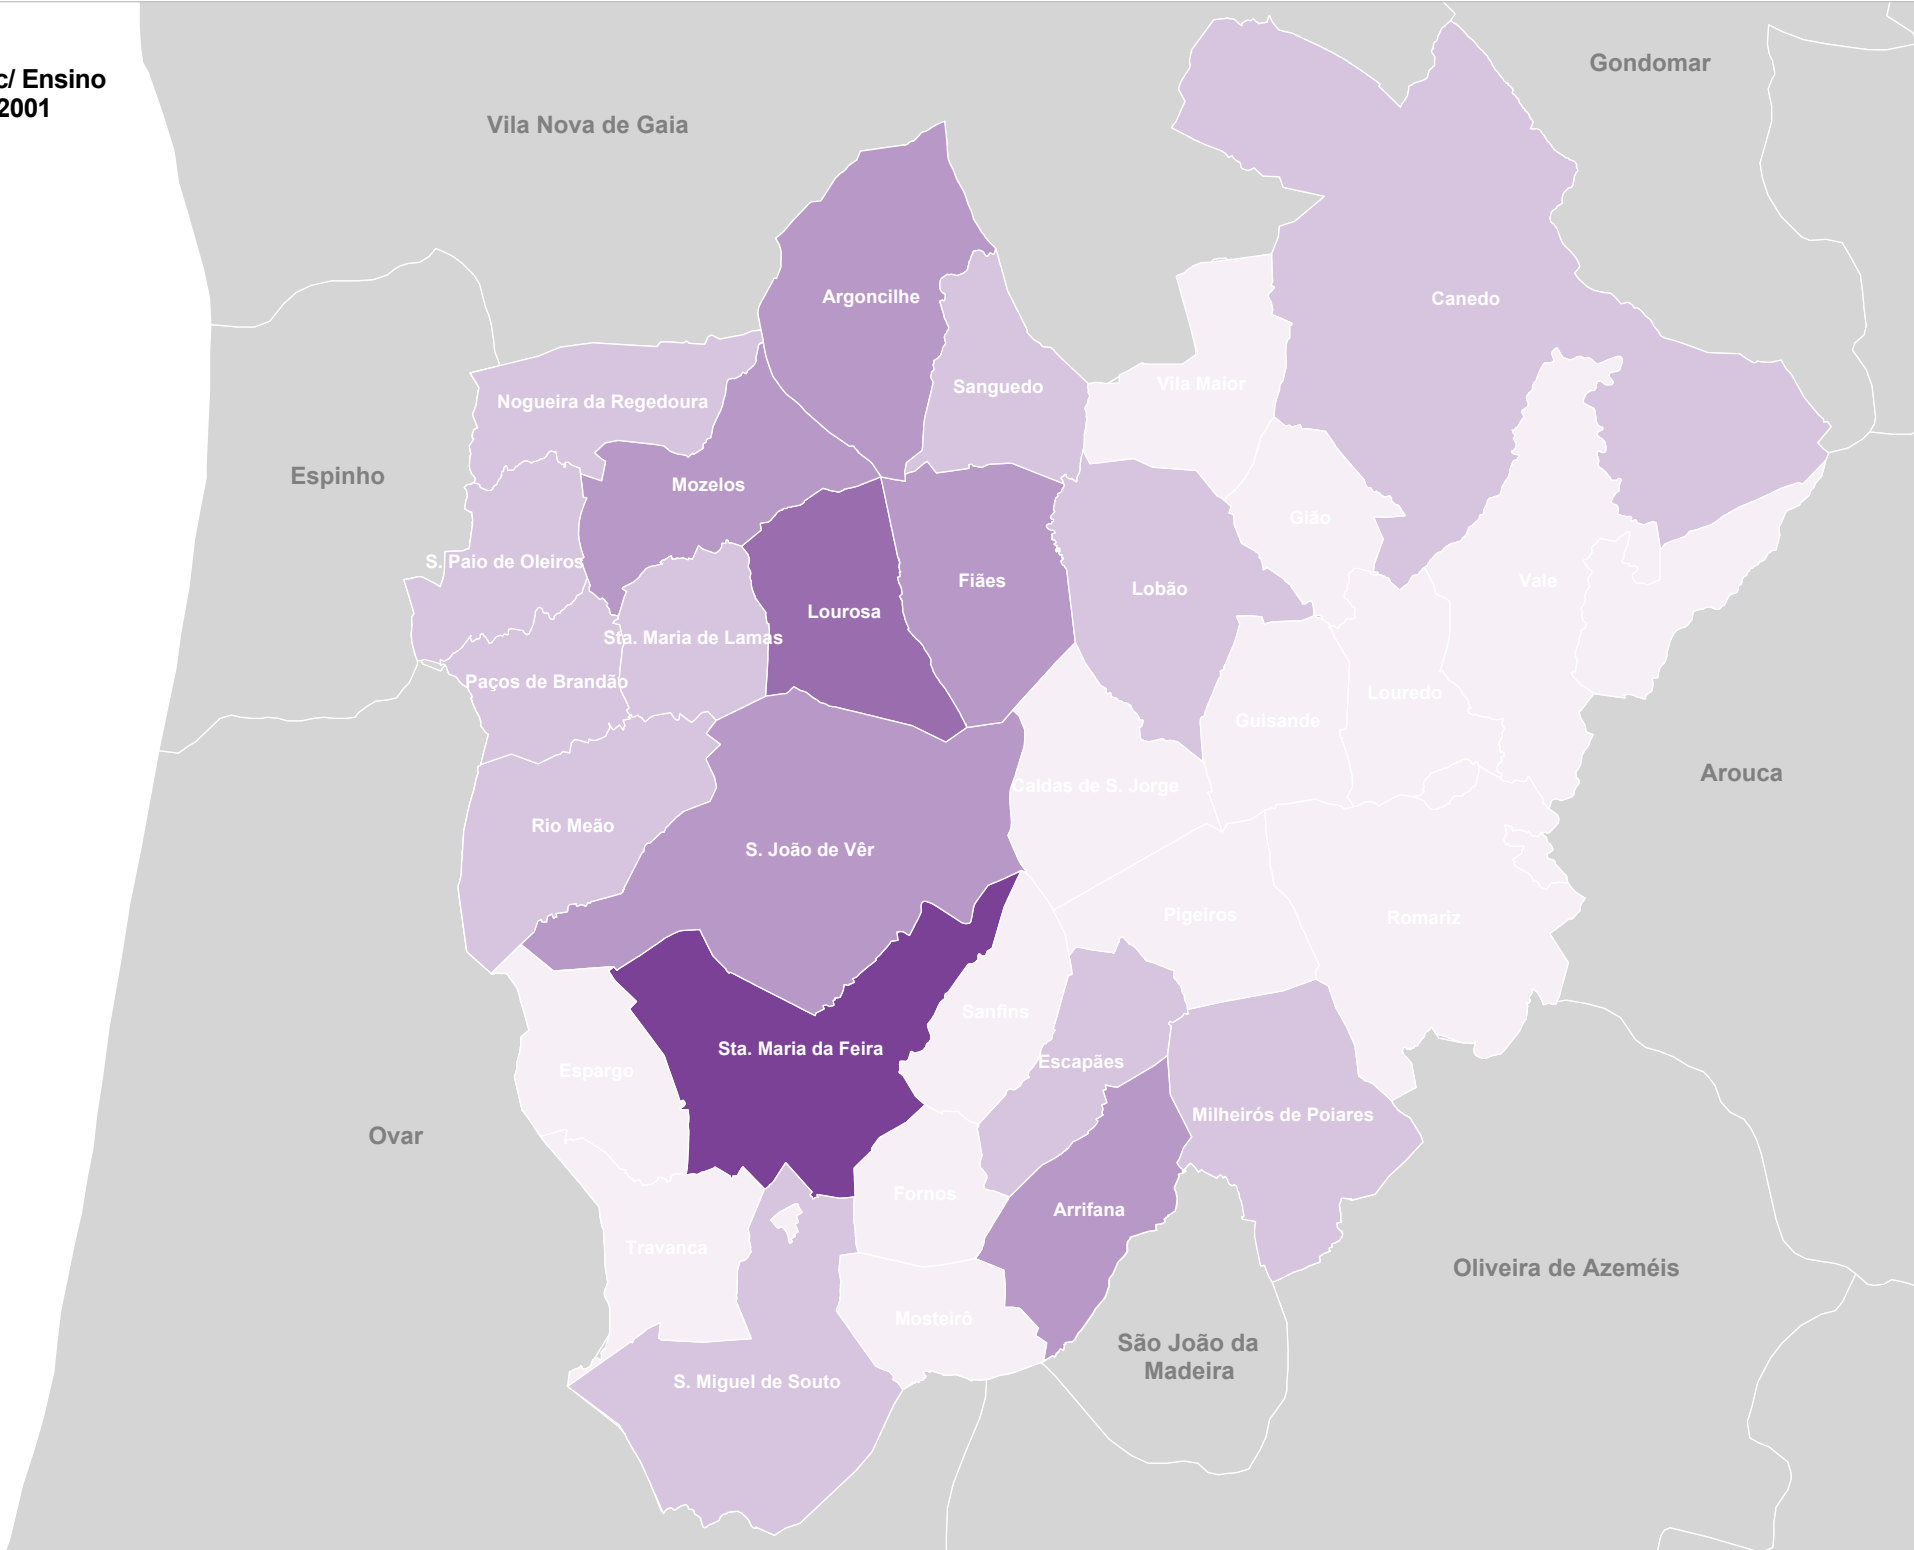 c/ Ensino
2001
Gondomar
Vila Nova de Gaia
Argoncilhe
Canedo
Sanguedo
Vila Maior
Nogueira da Regedoura
Espinho
Mozelos
Gião
S. Paio de Oleiros
Fiães
Lobão
Vale
Lourosa
Sta. Maria de Lamas
Paços de Brandão
Louredo
Guisande
Arouca
Caldas de S. Jorge
Rio Meão
S. João de Vêr
Pigeiros
Romariz
Sanfins
Sta. Maria da Feira
Escapães
Espargo
Milheirós de Poiares
Ovar
Fornos
Arrifana
Travanca
Oliveira de Azeméis
Mosteirô
São João da
Madeira
S. Miguel de Souto